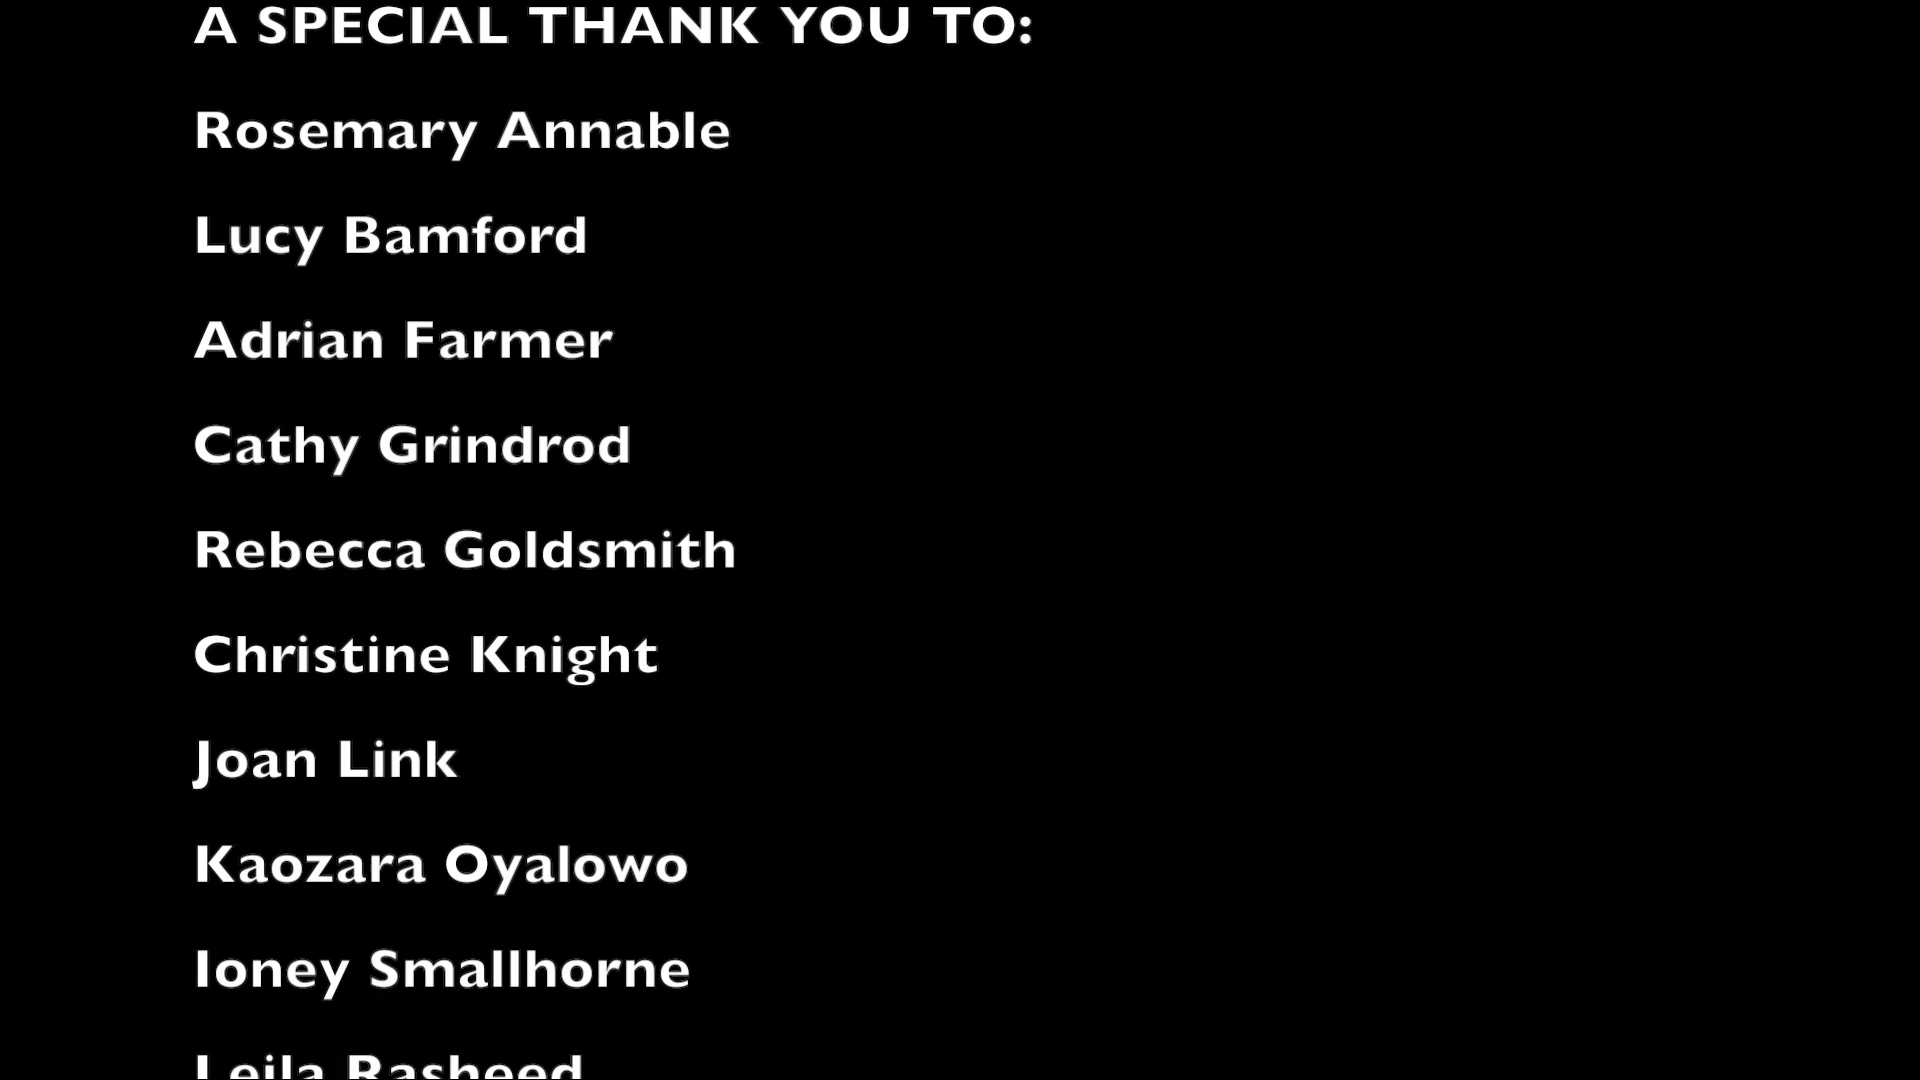 A SPECIAL THANK YOU TO:
Rosemary Annable
Lucy Bamford
Adrian Farmer
Cathy Grindrod
Rebecca Goldsmith
Christine Knight
Joan Link
Kaozara Oyalowo
Ioney Smallhorne
Leila Rasheed